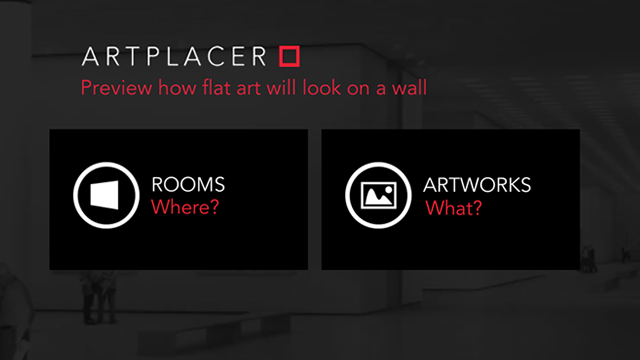 ARTPLACER
Preview how flat art will look on a wall
ROOMS
Where?
ARTWORKS
What?